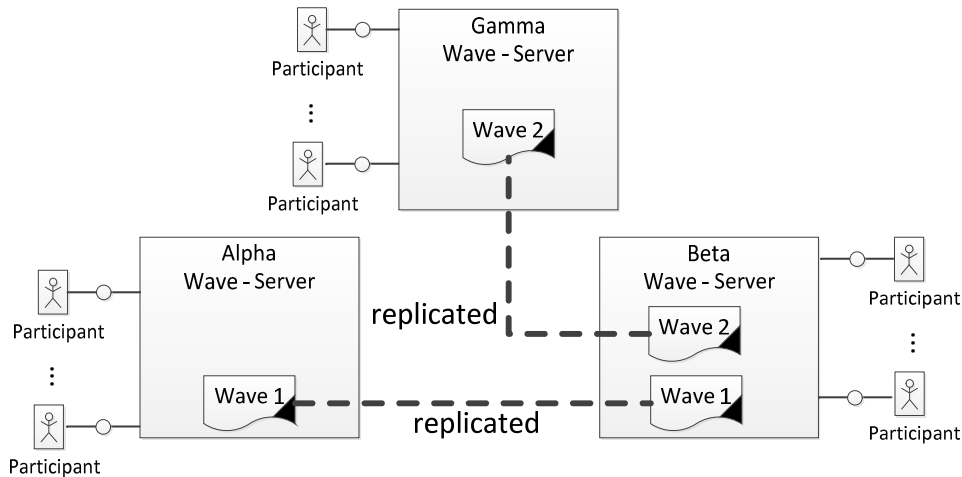 Gamma
Wave - Server
Participant
Wave 2
Participant
Alpha
Wave - Server
Participant
Participant
Wave 1
replicated
replicated
Beta
Wave - Server
Wave 2
Wave 1
Participant
Participant